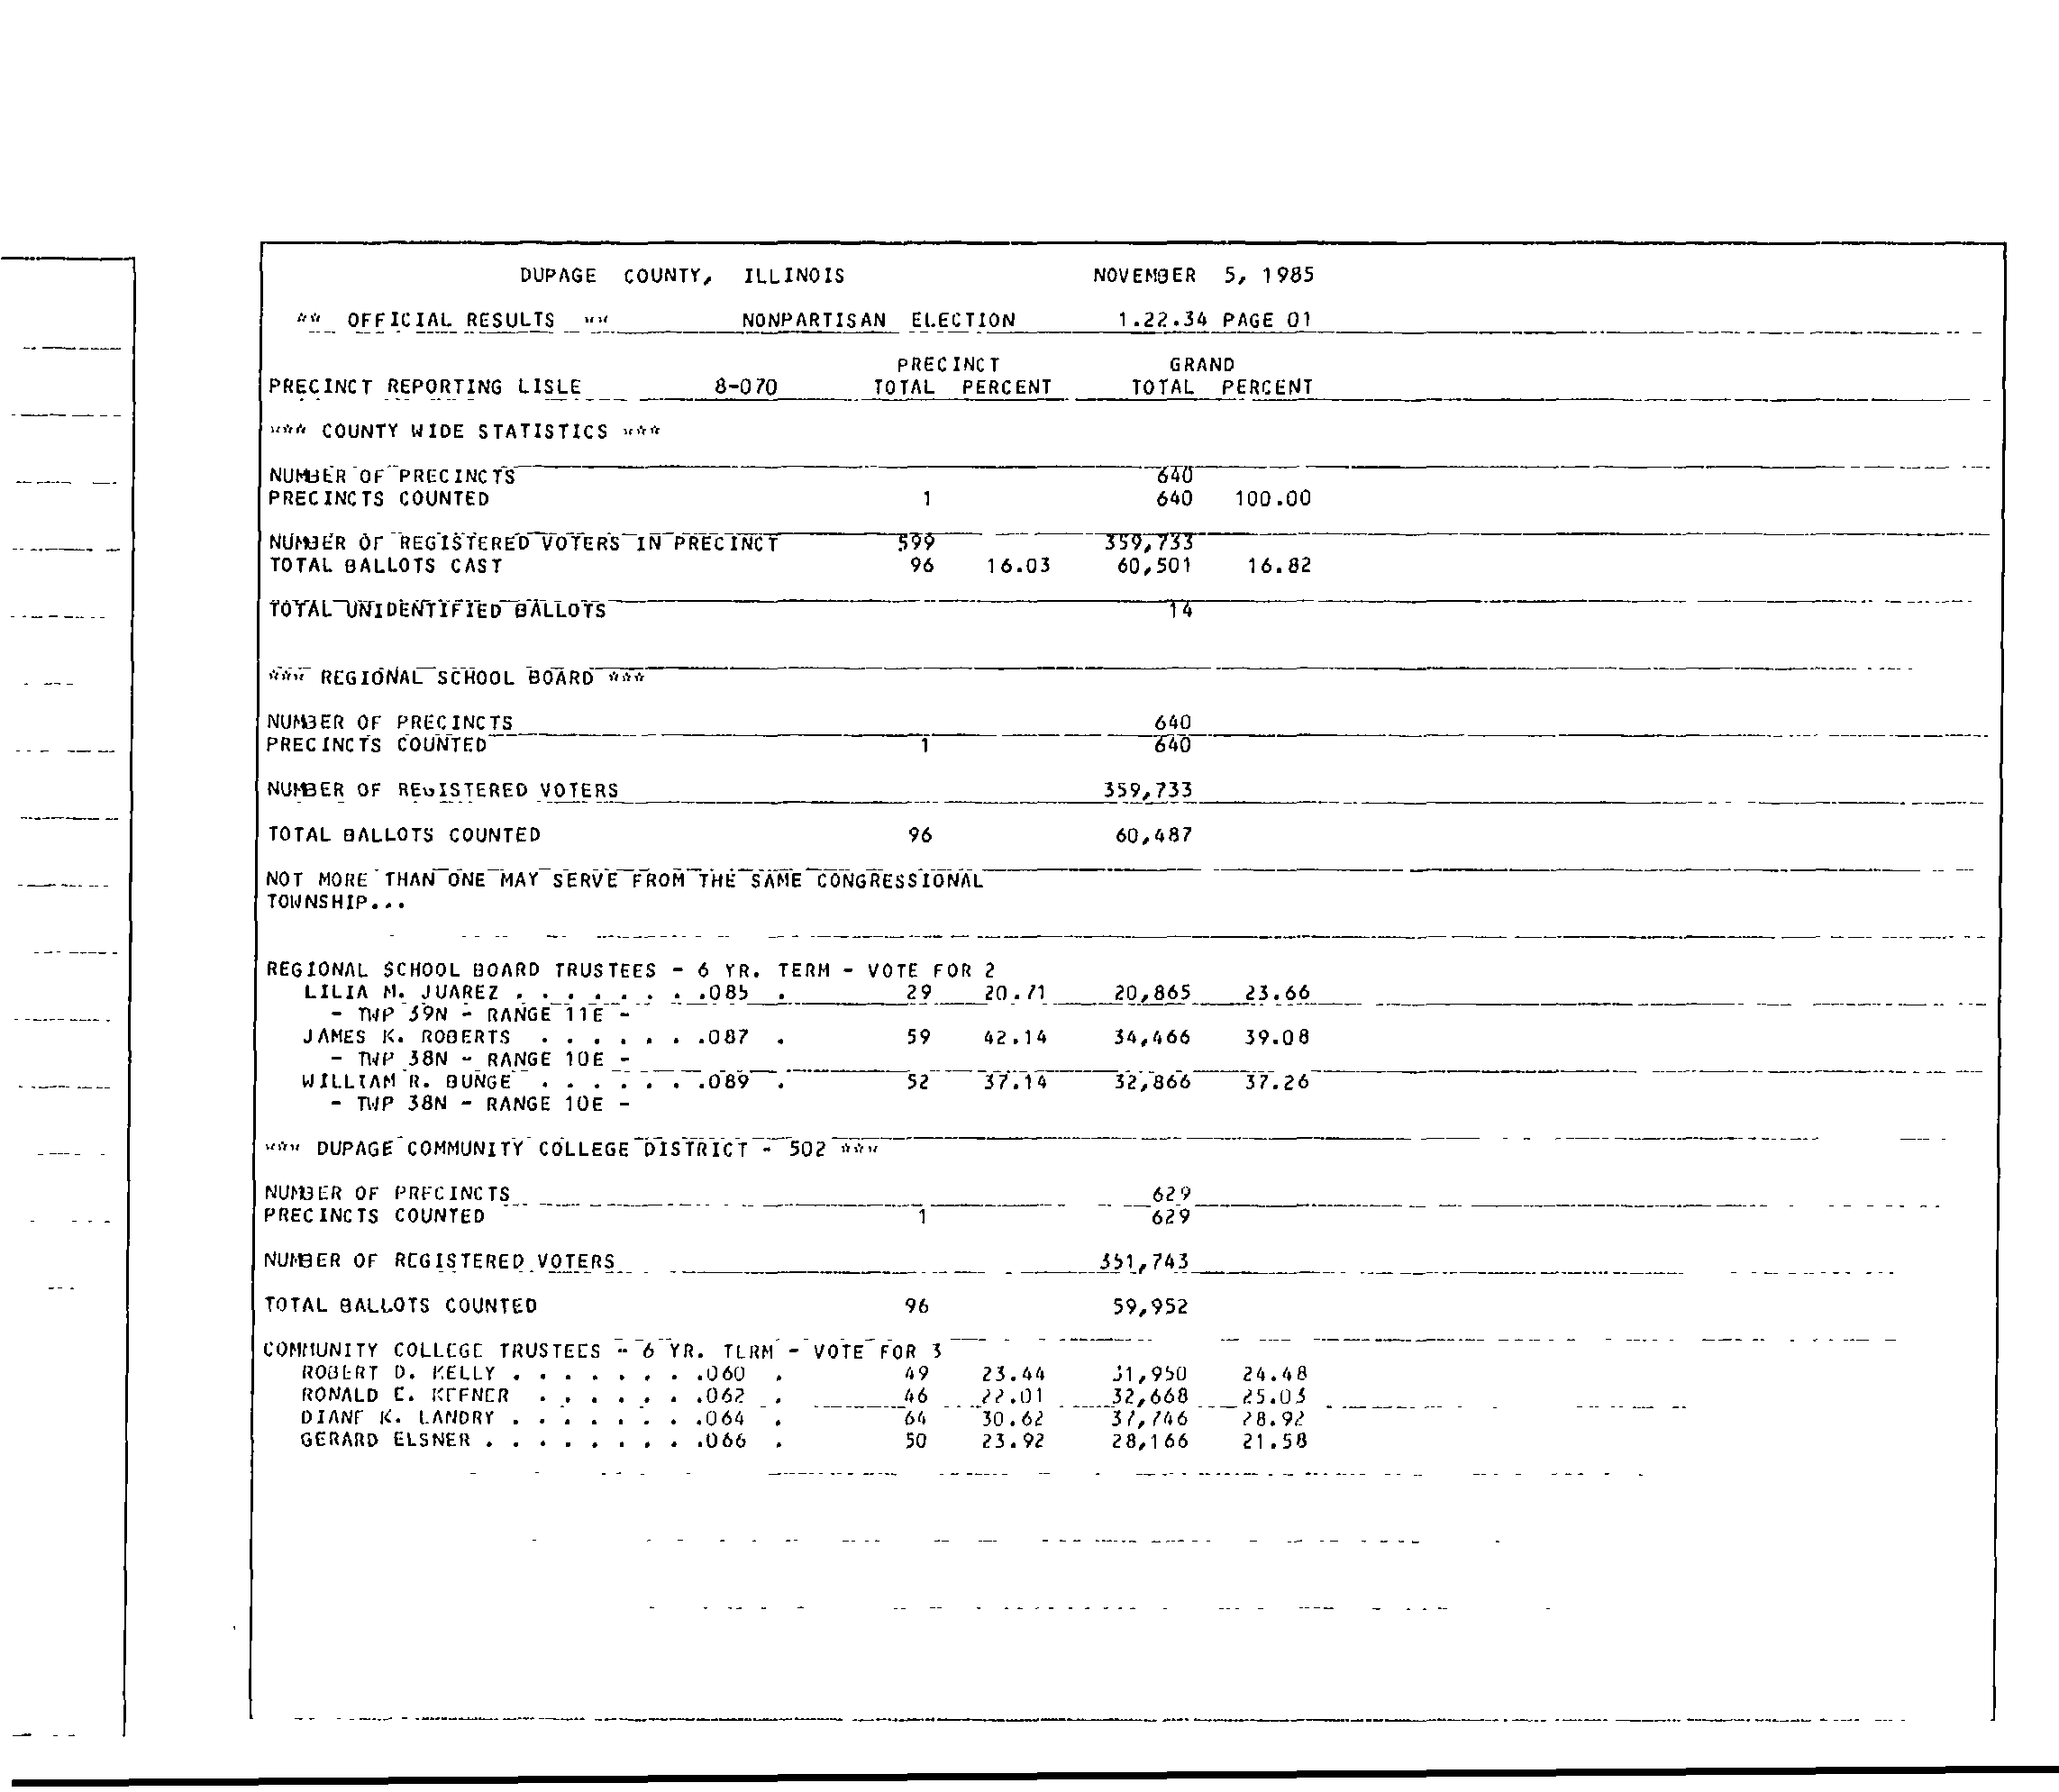 DUPAGE COUNTY, ILLINOIS NOVEMBER 5, 1985
** OFFICIAL RESULTS ** NONPARTISAN ELECTION 1.22.34 PAGE 01
PRECINCT GRAND
PRECINCT REPORTING LISLE 8-070 TOTAL PERCENT TOTAL PERCENT
*** COUNTY WIDE STATISTICS ***
NUMBER OF PRECINCTS 640
PRECINCTS COUNTED 1 640 100.00
NUMBER OF REGISTERED VOTERS IN PRECINCT 599 359,733
TOTAL BALLOTS CAST 96 16.03 60,501 16.82
TOTAL UNIDENTIFIED BALLOTS 14
*** REGIONAL SCHOOL BOARD ***
NUMBER OF PRECINCTS 640
PRECINCTS COUNTED 1 640
NUMBER OF REGISTERED VOTERS 359,733
TOTAL BALLOTS COUNTED 96 60,487
NOT MORE THAN ONE MAY SERVE FROM THE SAME CONGRESSIONAL
TOWNSHIP...
REGIONAL SCHOOL BOARD TRUSTEES - 6 YR. TERM - VOTE FOR 2
LILIA M. JUAREZ . . . . . . . .085 . 29 20.71 20,865 23.66
- TWP 39N - RANGE 11E -
JAMES K. ROBERTS . . . . . . .087 . 59 42.14 34,466 39.08
- TWP 38N - RANGE 10E -
WILLIAM R. BUNGE . . . . . . .089 . 52 37.14 32,866 37.26
- TWP 38N - RANGE 10E -
*** DUPAGE COMMUNITY COLLEGE DISTRICT - 502 ***
NUMBER OF PRECINCTS 629
PRECINCTS COUNTED 1 629
NUMBER OF REGISTERED VOTERS 351,743
TOTAL BALLOTS COUNTED 96 59,952
COMMUNITY COLLEGE TRUSTEES - 6 YR. TERM - VOTE FOR 3
ROBERT D. KELLY . . . . . . . .060 . 49 23.44 31,950 24.48
RONALD E. KEENER . . . . . . .062 . 46 22.01 32,668 25.03
DIANE K. LANDRY . . . . . . . .064 . 64 30.62 37,746 28.92
GERARD ELSNER . . . . . . . . .066 . 50 23.92 28,166 21.58